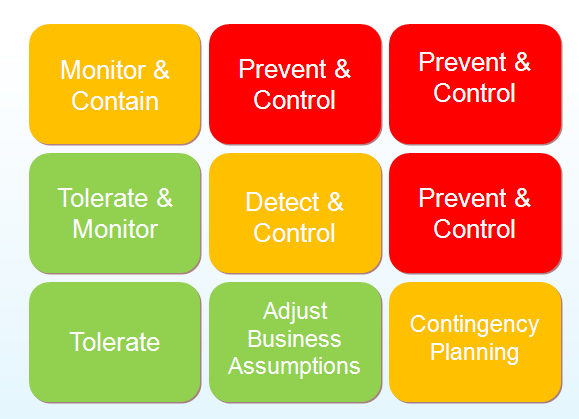 Monitor &
Contain
Prevent &
Control
Prevent &
Control
Tolerate &
Monitor
Detect &
Control
Prevent &
Control
Tolerate
Adjust
Business
Assumptions
Contingency
Planning